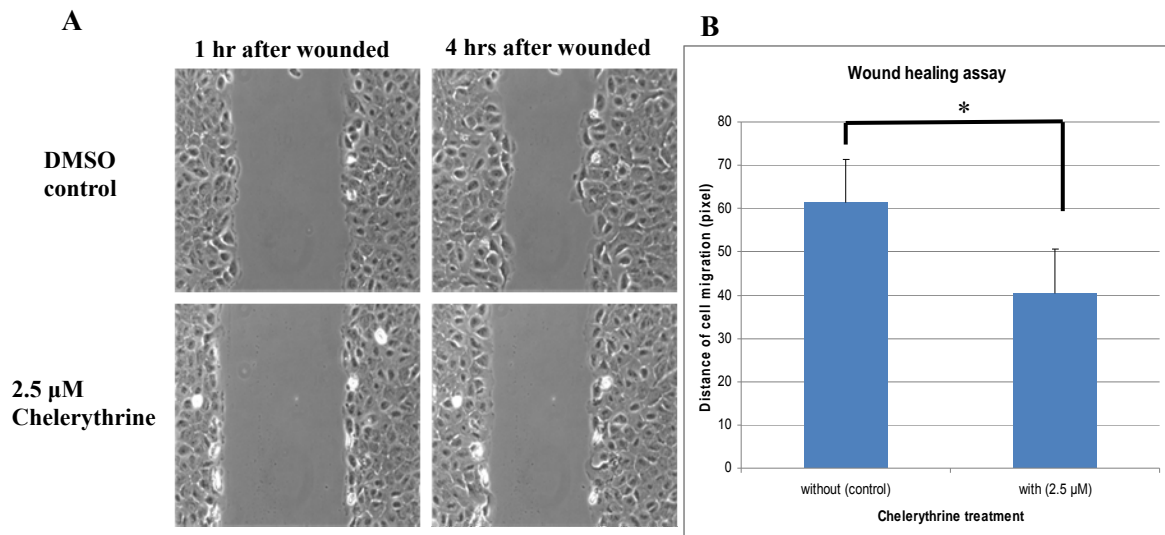 A
1 hr after wounded
4 hrs after wounded
DMSO
control
2.5 µM
Chelerythrine
B
Wound healing assay
*
80
70
60
50
40
30
20
10
0
Distance of cell migration (pixel)
without (control)
with (2.5 µM)
Chelerythrine treatment